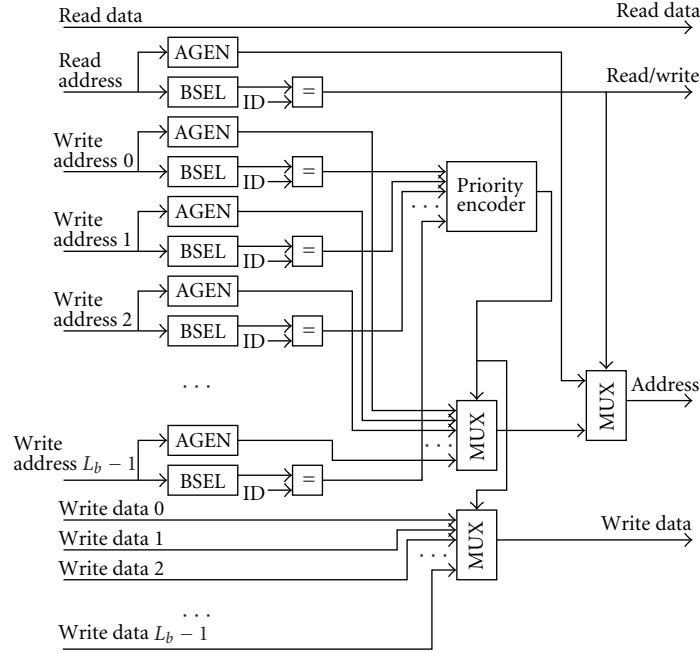 Read data
Read data
AGEN
Read
address
BSEL
ID
=
Read/write
AGEN
Write
address 0
BSEL
ID
=
Priority
encoder
. . .
AGEN
Write
address 1
BSEL
ID
=
AGEN
Write
address 2
BSEL
ID
=
. . .
MUX
Address
AGEN
Write
address L_b − 1
BSEL
ID
=
MUX
. . .
Write data 0
Write data 1
Write data 2
MUX
. . .
Write data
. . .
Write data L_b − 1